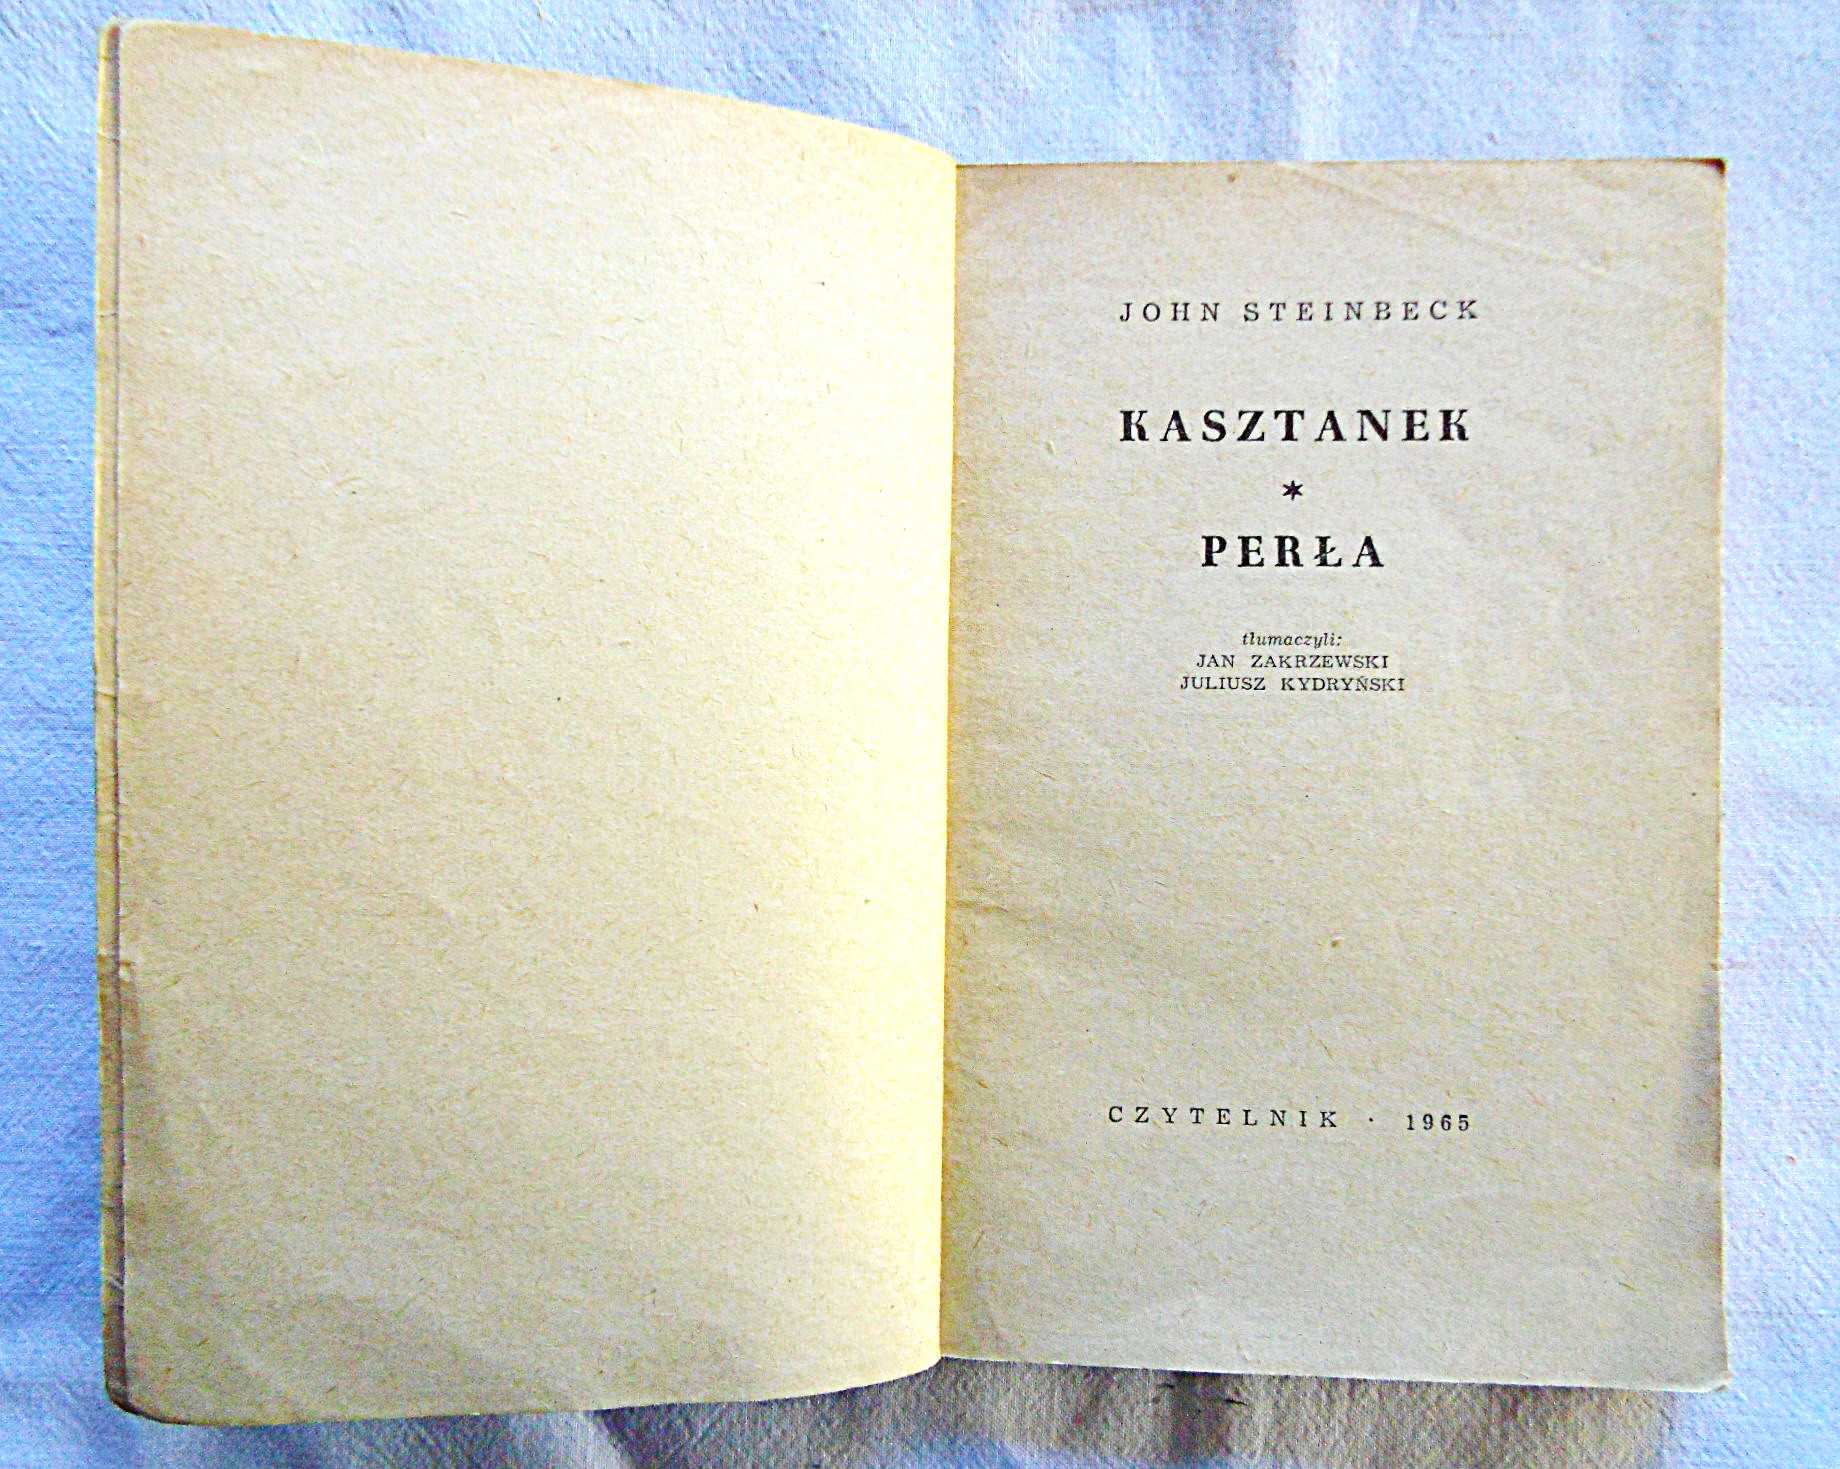 JOHN STEINBECK
KASZTANEK
*
PERŁA
tłumaczyli:
JAN ZAKRZEWSKI
JULIUSZ KYDRYŃSKI
CZYTELNIK · 1965